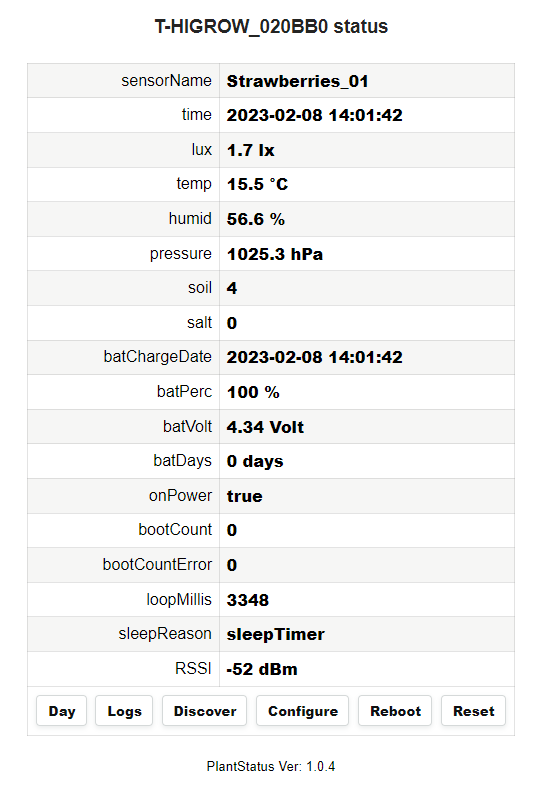 T-HIGROW_020BB0 status
sensorName Strawberries_01
time 2023-02-08 14:01:42
lux 1.7 lx
temp 15.5 °C
humid 56.6 %
pressure 1025.3 hPa
soil 4
salt 0
batChargeDate 2023-02-08 14:01:42
batPerc 100 %
batVolt 4.34 Volt
batDays 0 days
onPower true
bootCount 0
bootCountError 0
loopMillis 3348
sleepReason sleepTimer
RSSI -52 dBm
Day Logs Discover Configure Reboot Reset
PlantStatus Ver: 1.0.4